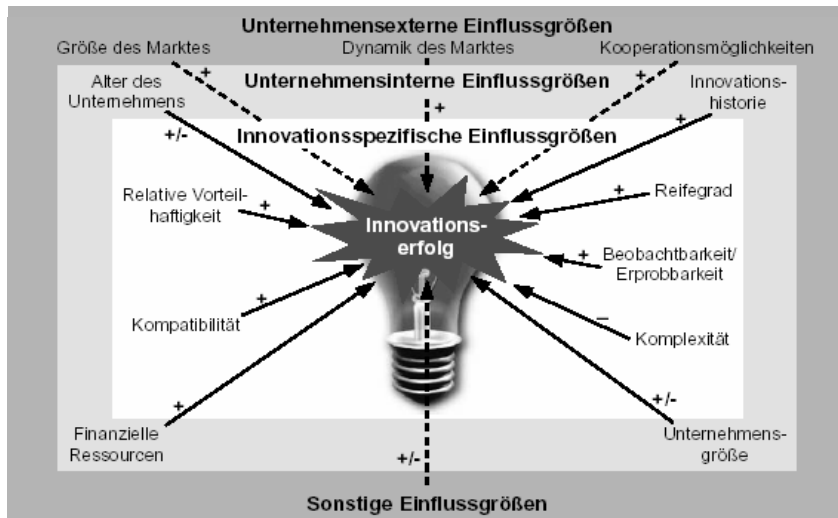 Unternehmensexterne Einflussgrößen
Größe des Marktes
Dynamik des Marktes
Kooperationsmöglichkeiten
+
+
Alter des
Unternehmens
Unternehmensinterne Einflussgrößen
Innovations-
historie
+
+
+/-
Innovationsspezifische Einflussgrößen
Relative Vorteil-
haftigkeit
+
Innovations-
erfolg
+
Reifegrad
+
Beobachtbarkeit/
Erprobbarkeit
+
Kompatibilität
–
Komplexität
+
+/-
Finanzielle
Ressourcen
Unternehmens-
größe
+/-
Sonstige Einflussgrößen